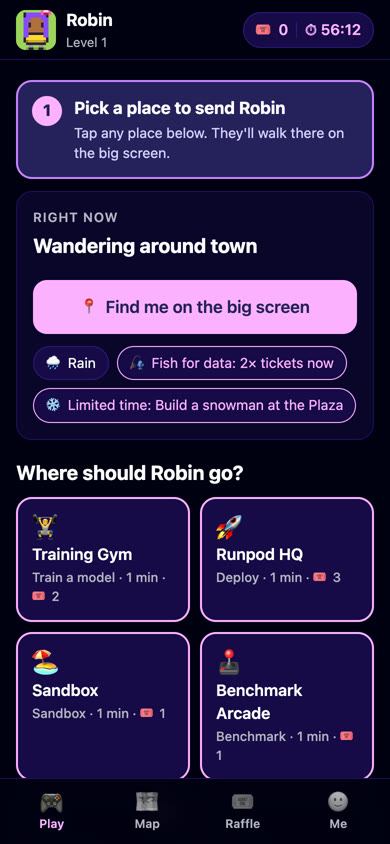 Robin
Level 1
0
56:12
1
Pick a place to send Robin
Tap any place below. They'll walk there on
the big screen.
RIGHT NOW
Wandering around town
Find me on the big screen
Rain
Fish for data: 2× tickets now
Limited time: Build a snowman at the Plaza
Where should Robin go?
Training Gym
Train a model · 1 min ·
2
Runpod HQ
Deploy · 1 min · 3
Sandbox
Sandbox · 1 min · 1
Benchmark
Arcade
Benchmark · 1 min ·
1
Play
Map
Raffle
Me